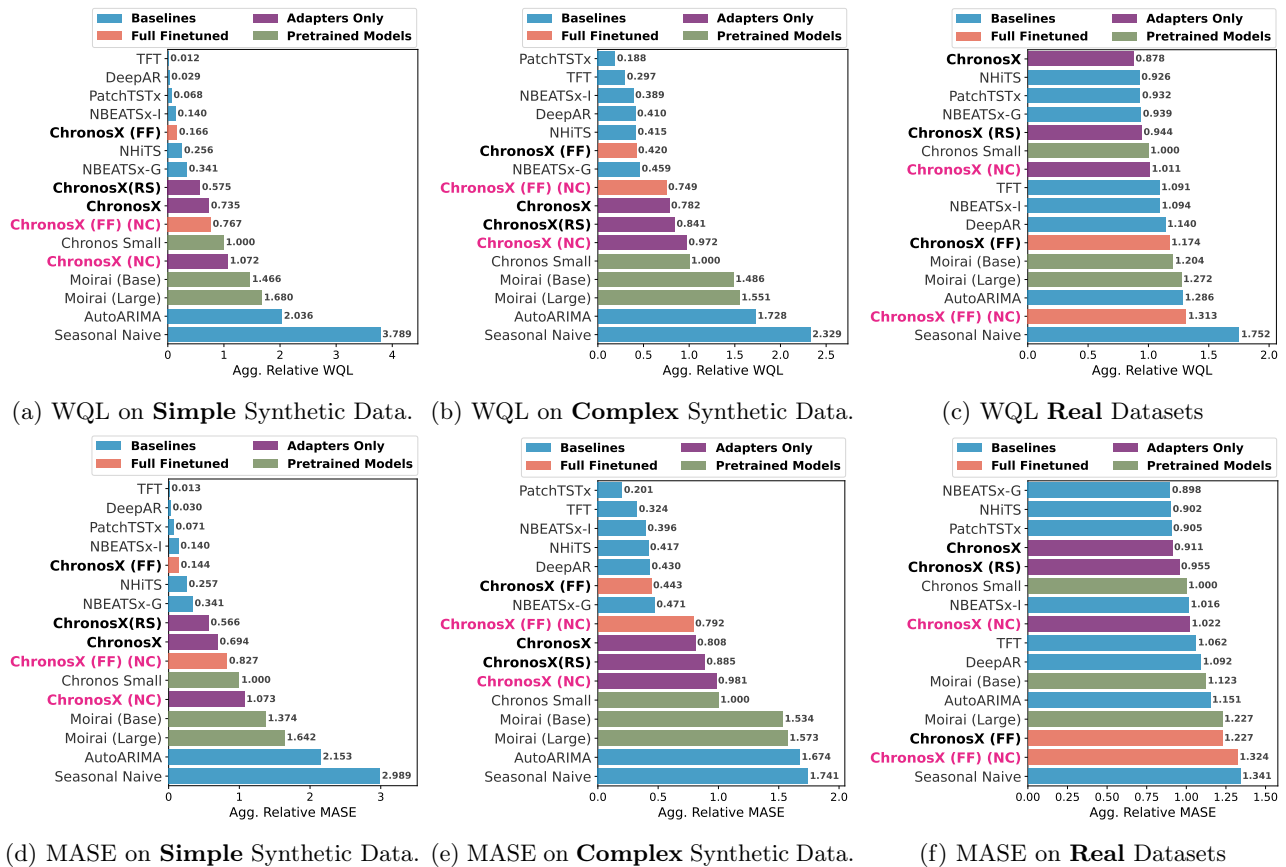 Baselines
Adapters Only
Full Finetuned
Pretrained Models
TFT 0.012
DeepAR 0.029
PatchTSTx 0.068
NBEATSx-I 0.140
ChronosX (FF) 0.166
NHiTS 0.256
NBEATSx-G 0.341
ChronosX(RS) 0.575
ChronosX 0.735
ChronosX (FF) (NC) 0.767
Chronos Small 1.000
ChronosX (NC) 1.072
Moirai (Base) 1.466
Moirai (Large) 1.680
AutoARIMA 2.036
Seasonal Naive 3.789
0 1 2 3 4
Agg. Relative WQL
(a) WQL on Simple Synthetic Data.
Baselines
Adapters Only
Full Finetuned
Pretrained Models
PatchTSTx 0.188
TFT 0.297
NBEATSx-I 0.389
DeepAR 0.410
NHiTS 0.415
ChronosX (FF) 0.420
NBEATSx-G 0.459
ChronosX (FF) (NC) 0.749
ChronosX 0.782
ChronosX(RS) 0.841
ChronosX (NC) 0.972
Chronos Small 1.000
Moirai (Base) 1.486
Moirai (Large) 1.551
AutoARIMA 1.728
Seasonal Naive 2.329
0.0 0.5 1.0 1.5 2.0 2.5
Agg. Relative WQL
(b) WQL on Complex Synthetic Data.
Baselines
Adapters Only
Full Finetuned
Pretrained Models
ChronosX 0.878
NHiTS 0.926
PatchTSTx 0.932
NBEATSx-G 0.939
ChronosX (RS) 0.944
Chronos Small 1.000
ChronosX (NC) 1.011
TFT 1.091
NBEATSx-I 1.094
DeepAR 1.140
ChronosX (FF) 1.174
Moirai (Base) 1.204
Moirai (Large) 1.272
AutoARIMA 1.286
ChronosX (FF) (NC) 1.313
Seasonal Naive 1.752
0.0 0.5 1.0 1.5 2.0
Agg. Relative WQL
(c) WQL Real Datasets
Baselines
Adapters Only
Full Finetuned
Pretrained Models
TFT 0.013
DeepAR 0.030
PatchTSTx 0.071
NBEATSx-I 0.140
ChronosX (FF) 0.144
NHiTS 0.257
NBEATSx-G 0.341
ChronosX(RS) 0.566
ChronosX 0.694
ChronosX (FF) (NC) 0.827
Chronos Small 1.000
ChronosX (NC) 1.073
Moirai (Base) 1.374
Moirai (Large) 1.642
AutoARIMA 2.153
Seasonal Naive 2.989
0 1 2 3
Agg. Relative MASE
(d) MASE on Simple Synthetic Data.
Baselines
Adapters Only
Full Finetuned
Pretrained Models
PatchTSTx 0.201
TFT 0.324
NBEATSx-I 0.396
NHiTS 0.417
DeepAR 0.430
ChronosX (FF) 0.443
NBEATSx-G 0.471
ChronosX (FF) (NC) 0.792
ChronosX 0.808
ChronosX(RS) 0.885
ChronosX (NC) 0.981
Chronos Small 1.000
Moirai (Base) 1.534
Moirai (Large) 1.573
AutoARIMA 1.674
Seasonal Naive 1.741
0.0 0.5 1.0 1.5 2.0
Agg. Relative MASE
(e) MASE on Complex Synthetic Data.
Baselines
Adapters Only
Full Finetuned
Pretrained Models
NBEATSx-G 0.898
NHiTS 0.902
PatchTSTx 0.905
ChronosX 0.911
ChronosX (RS) 0.955
Chronos Small 1.000
NBEATSx-I 1.016
ChronosX (NC) 1.022
TFT 1.062
DeepAR 1.092
Moirai (Base) 1.123
AutoARIMA 1.151
Moirai (Large) 1.227
ChronosX (FF) 1.227
ChronosX (FF) (NC) 1.324
Seasonal Naive 1.341
0.00 0.25 0.50 0.75 1.00 1.25 1.50
Agg. Relative MASE
(f) MASE on Real Datasets